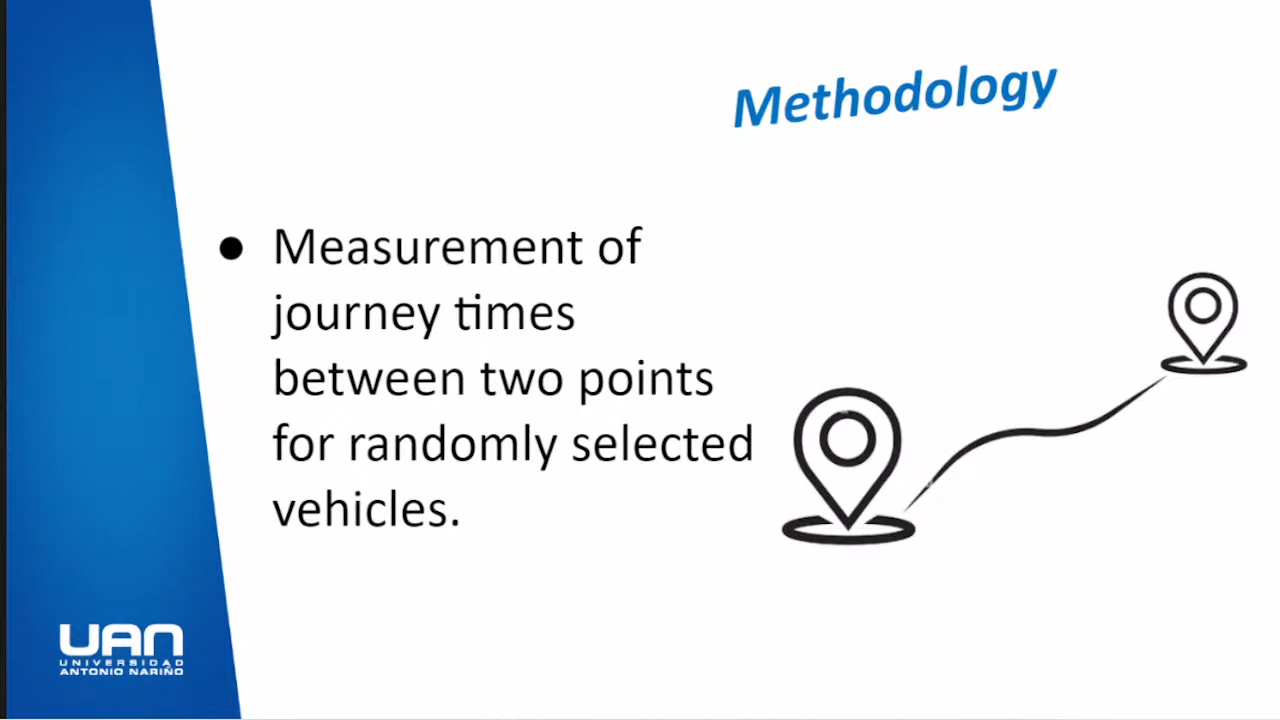 Methodology
● Measurement of
journey times
between two points
for randomly selected
vehicles.
UAN
UNIVERSIDAD
ANTONIO NARIÑO